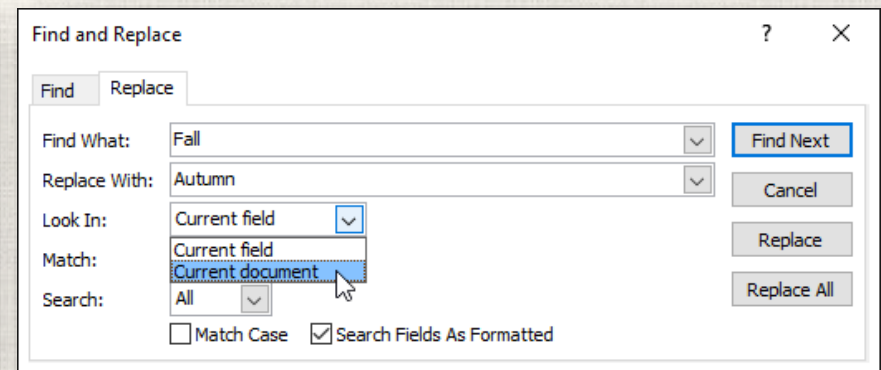 Find and Replace ?
Find Replace
Find What: Fall Find Next
Replace With: Autumn Cancel
Look In: Current field Replace
Current field
Match:
Current document
Replace All
Search: All
Match Case Search Fields As Formatted